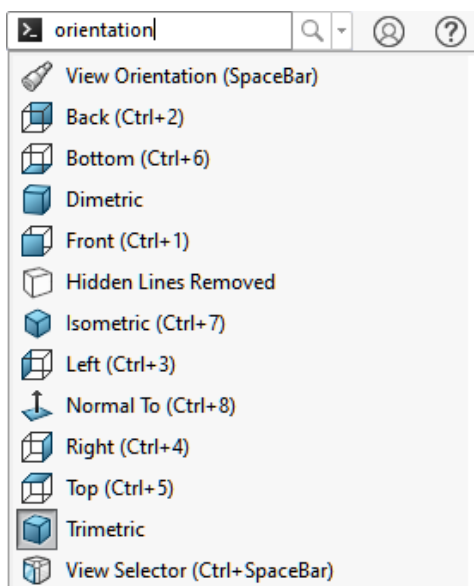 orientation
View Orientation (SpaceBar)
Back (Ctrl+2)
Bottom (Ctrl+6)
Dimetric
Front (Ctrl+1)
Hidden Lines Removed
Isometric (Ctrl+7)
Left (Ctrl+3)
Normal To (Ctrl+8)
Right (Ctrl+4)
Top (Ctrl+5)
Trimetric
View Selector (Ctrl+SpaceBar)